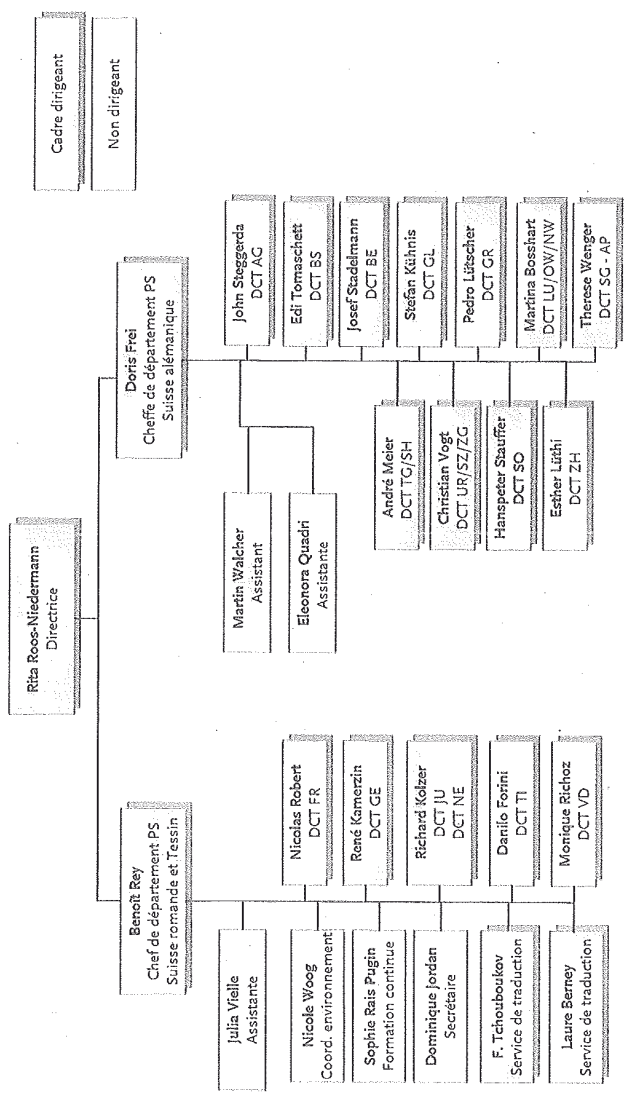 Rita Roos-Niedermann
Directrice
Cadre dirigeant
Non dirigeant
Benoît Rey
Chef de département PS
Suisse romande et Tessin
Julia Vielle
Assistante
Nicole Woog
Coord. environnement
Sophie Rais Pugin
Formation continue
Dominique Jordan
Secrétaire
F. Tchouboukov
Service de traduction
Laure Berney
Service de traduction
Nicolas Robert
DCT FR
René Kamerzin
DCT GE
Richard Kolzer
DCT JU
DCT NE
Danilo Forini
DCT TI
Monique Richoz
DCT VD
Doris Frei
Cheffe de département PS
Suisse alémanique
Martin Walcher
Assistant
Eleonora Quadri
Assistante
André Meier
DCT TG/SH
Christian Vogt
DCT UR/SZ/ZG
Hanspeter Stauffer
DCT SO
Esther Lüthi
DCT ZH
John Steggerda
DCT AG
Edi Tomaschett
DCT BS
Josef Stadelmann
DCT BE
Stefan Kühnis
DCT GL
Pedro Lütscher
DCT GR
Martina Bosshart
DCT LU/OW/NW
Therese Wenger
DCT SG - AP